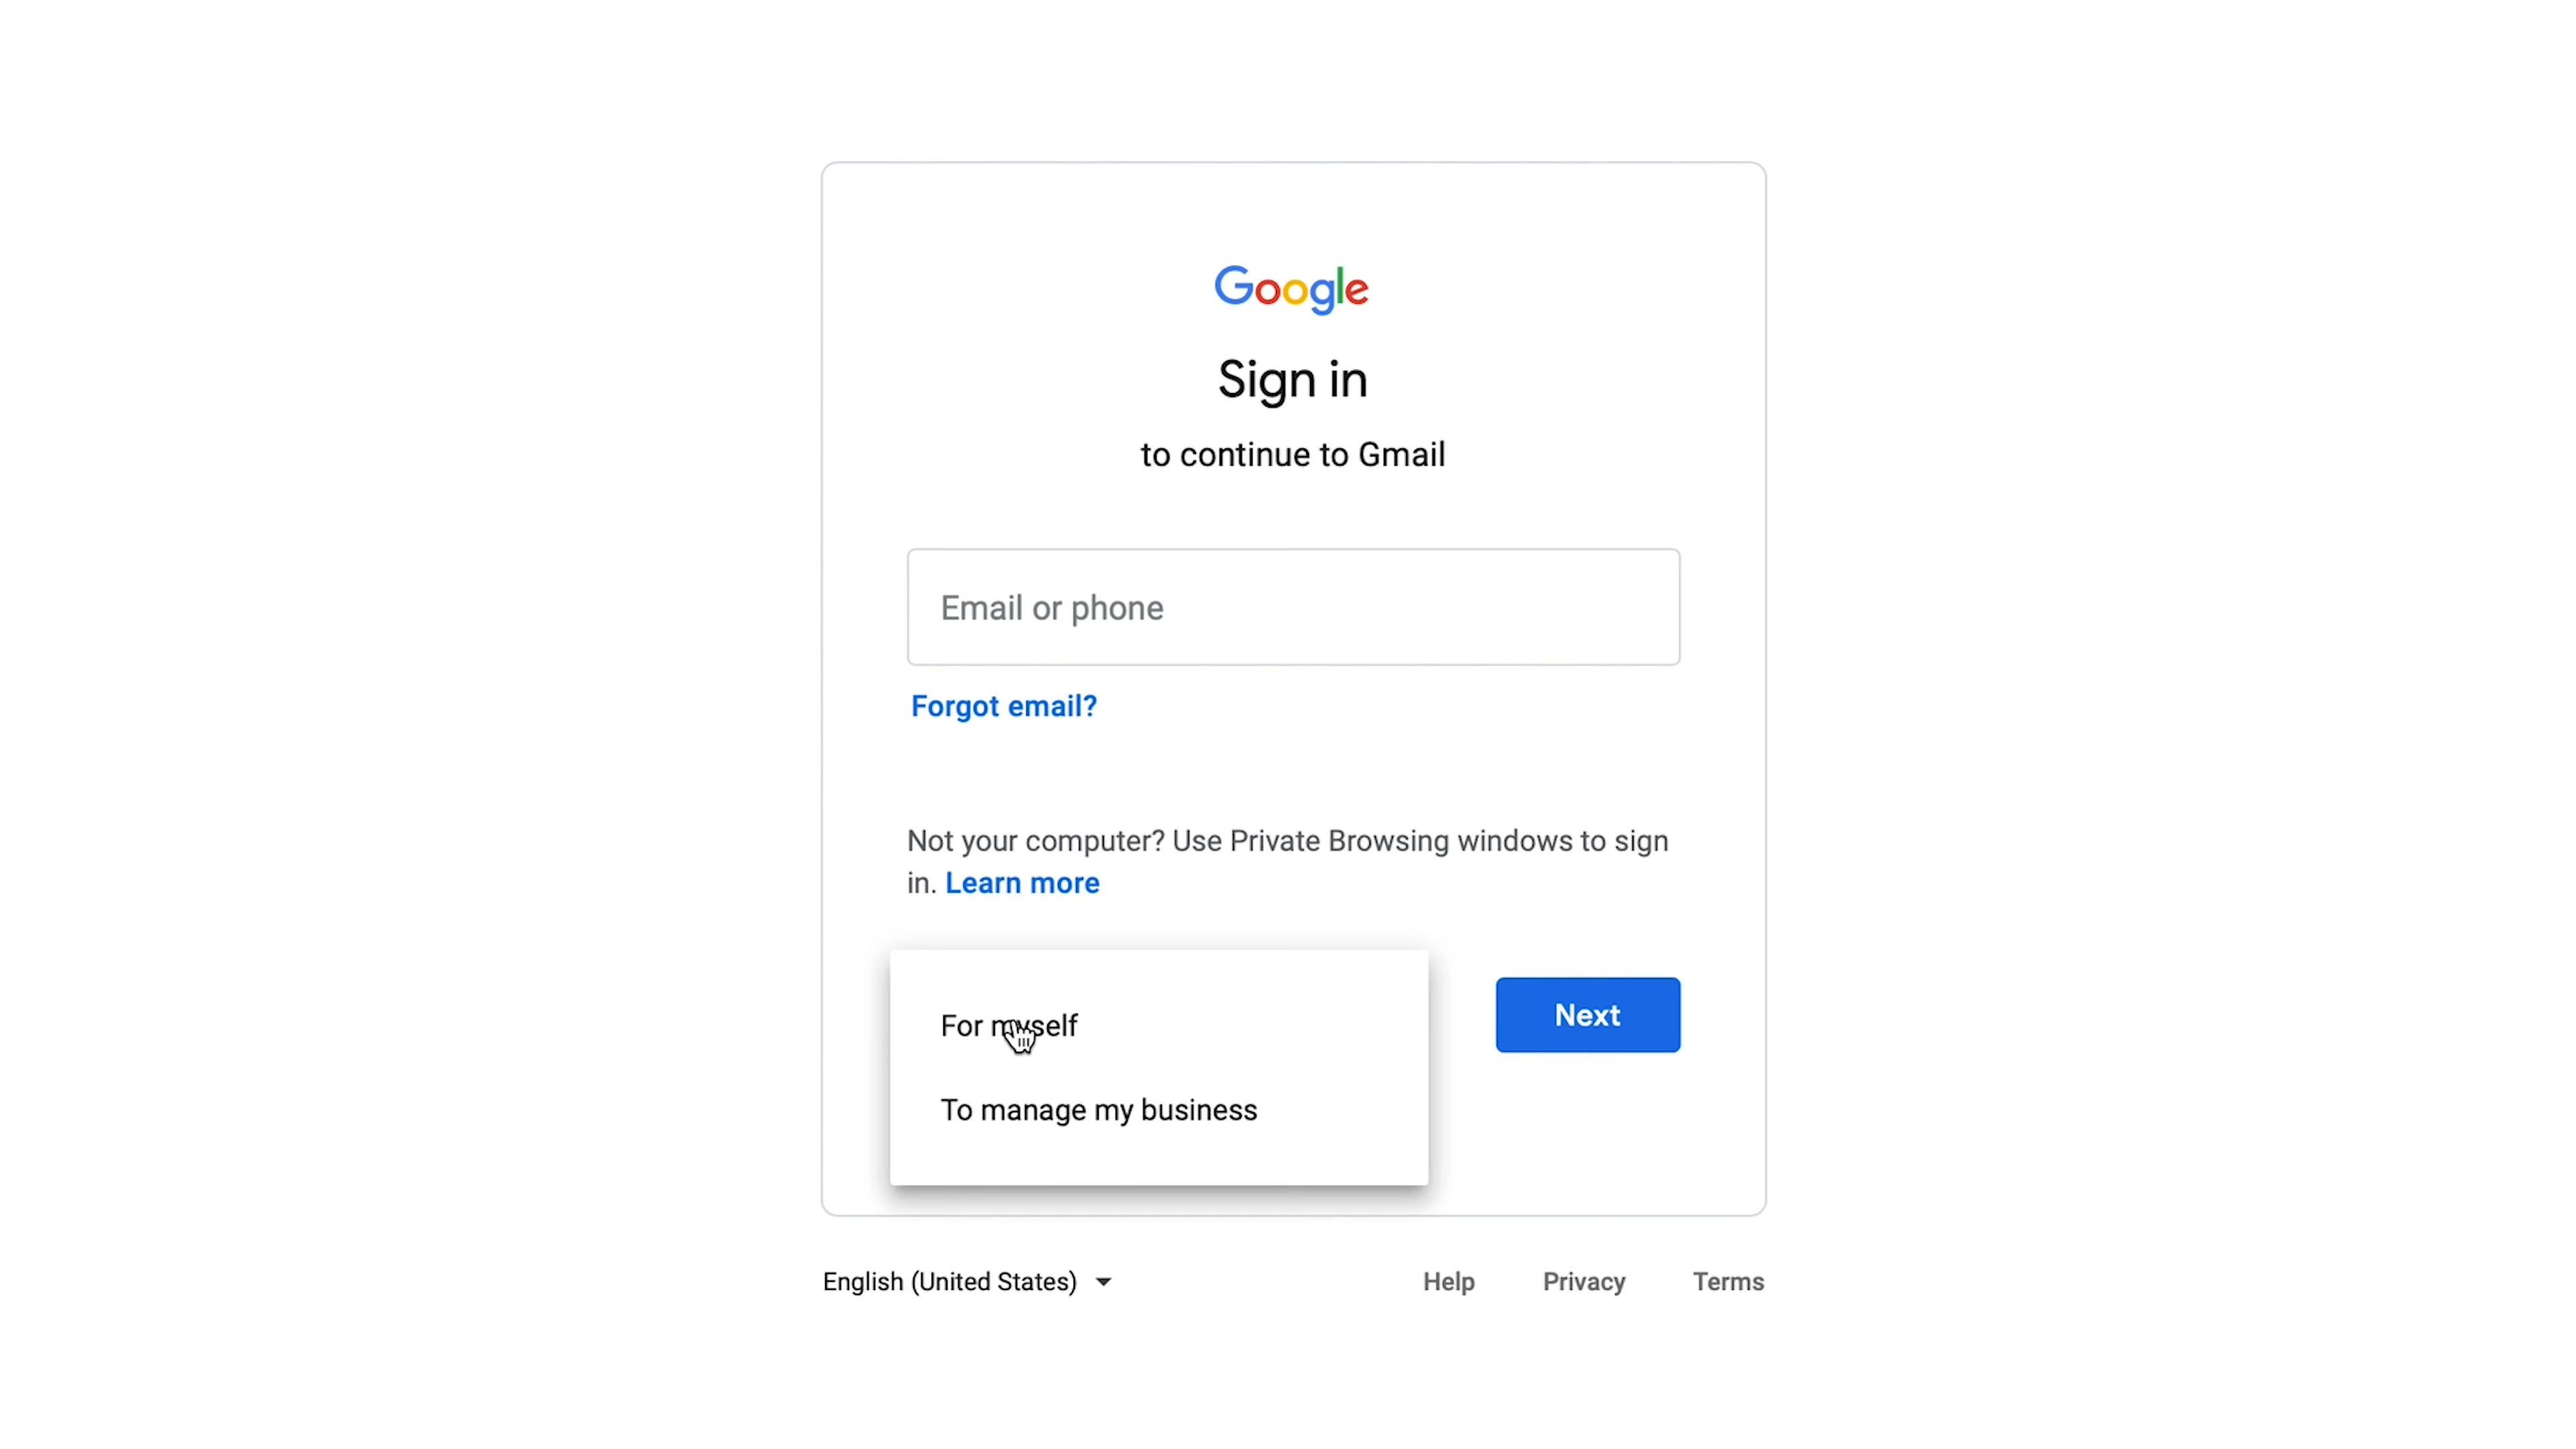 Google
Sign in
to continue to Gmail
Email or phone
Forgot email?
Not your computer? Use Private Browsing windows to sign
in. Learn more
For myself
Next
To manage my business
English (United States)
Help
Privacy
Terms